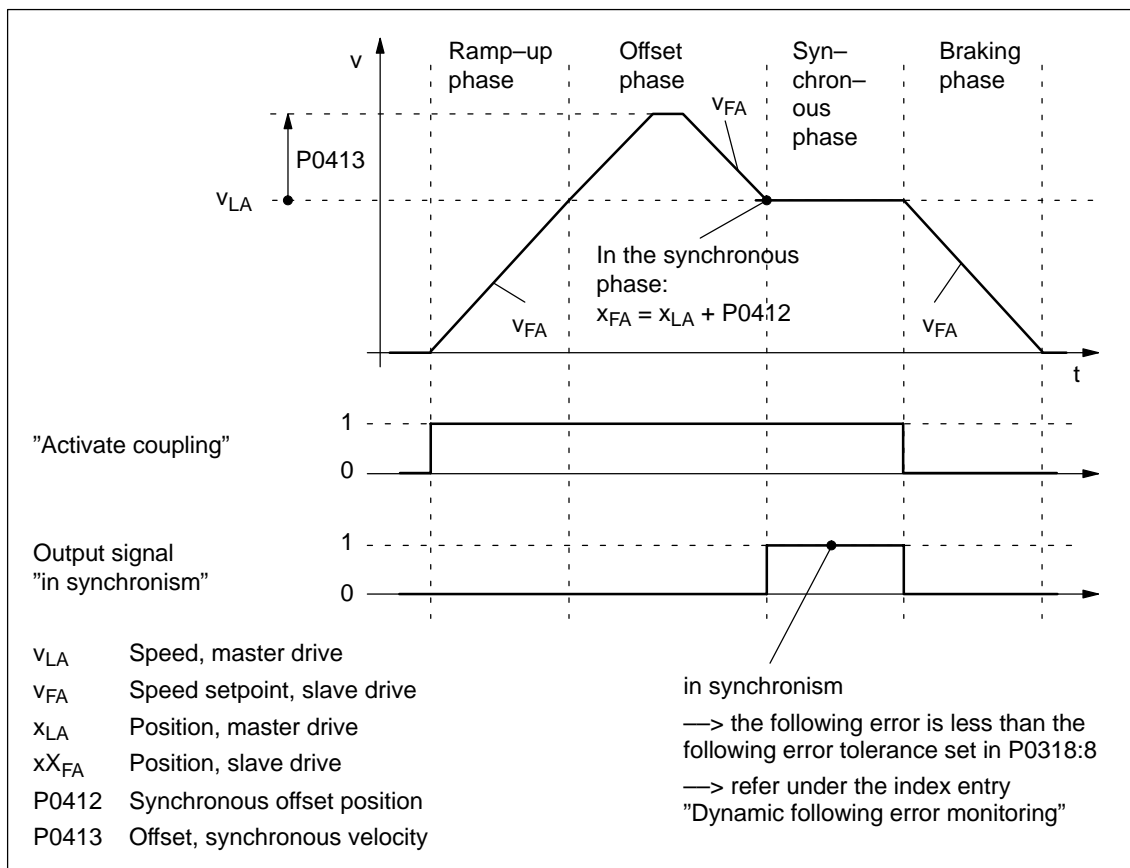 v
Ramp–up
phase
Offset
phase
Syn–
chron–
ous
phase
Braking
phase
vFA
P0413
vLA
In the synchronous
phase:
xFA = xLA + P0412
vFA
vFA
t
"Activate coupling"
1
0
Output signal
"in synchronism"
1
0
vLA Speed, master drive
vFA Speed setpoint, slave drive
xLA Position, master drive
xXFA Position, slave drive
P0412 Synchronous offset position
P0413 Offset, synchronous velocity
in synchronism
—> the following error is less than the
following error tolerance set in P0318:8
—> refer under the index entry
"Dynamic following error monitoring"